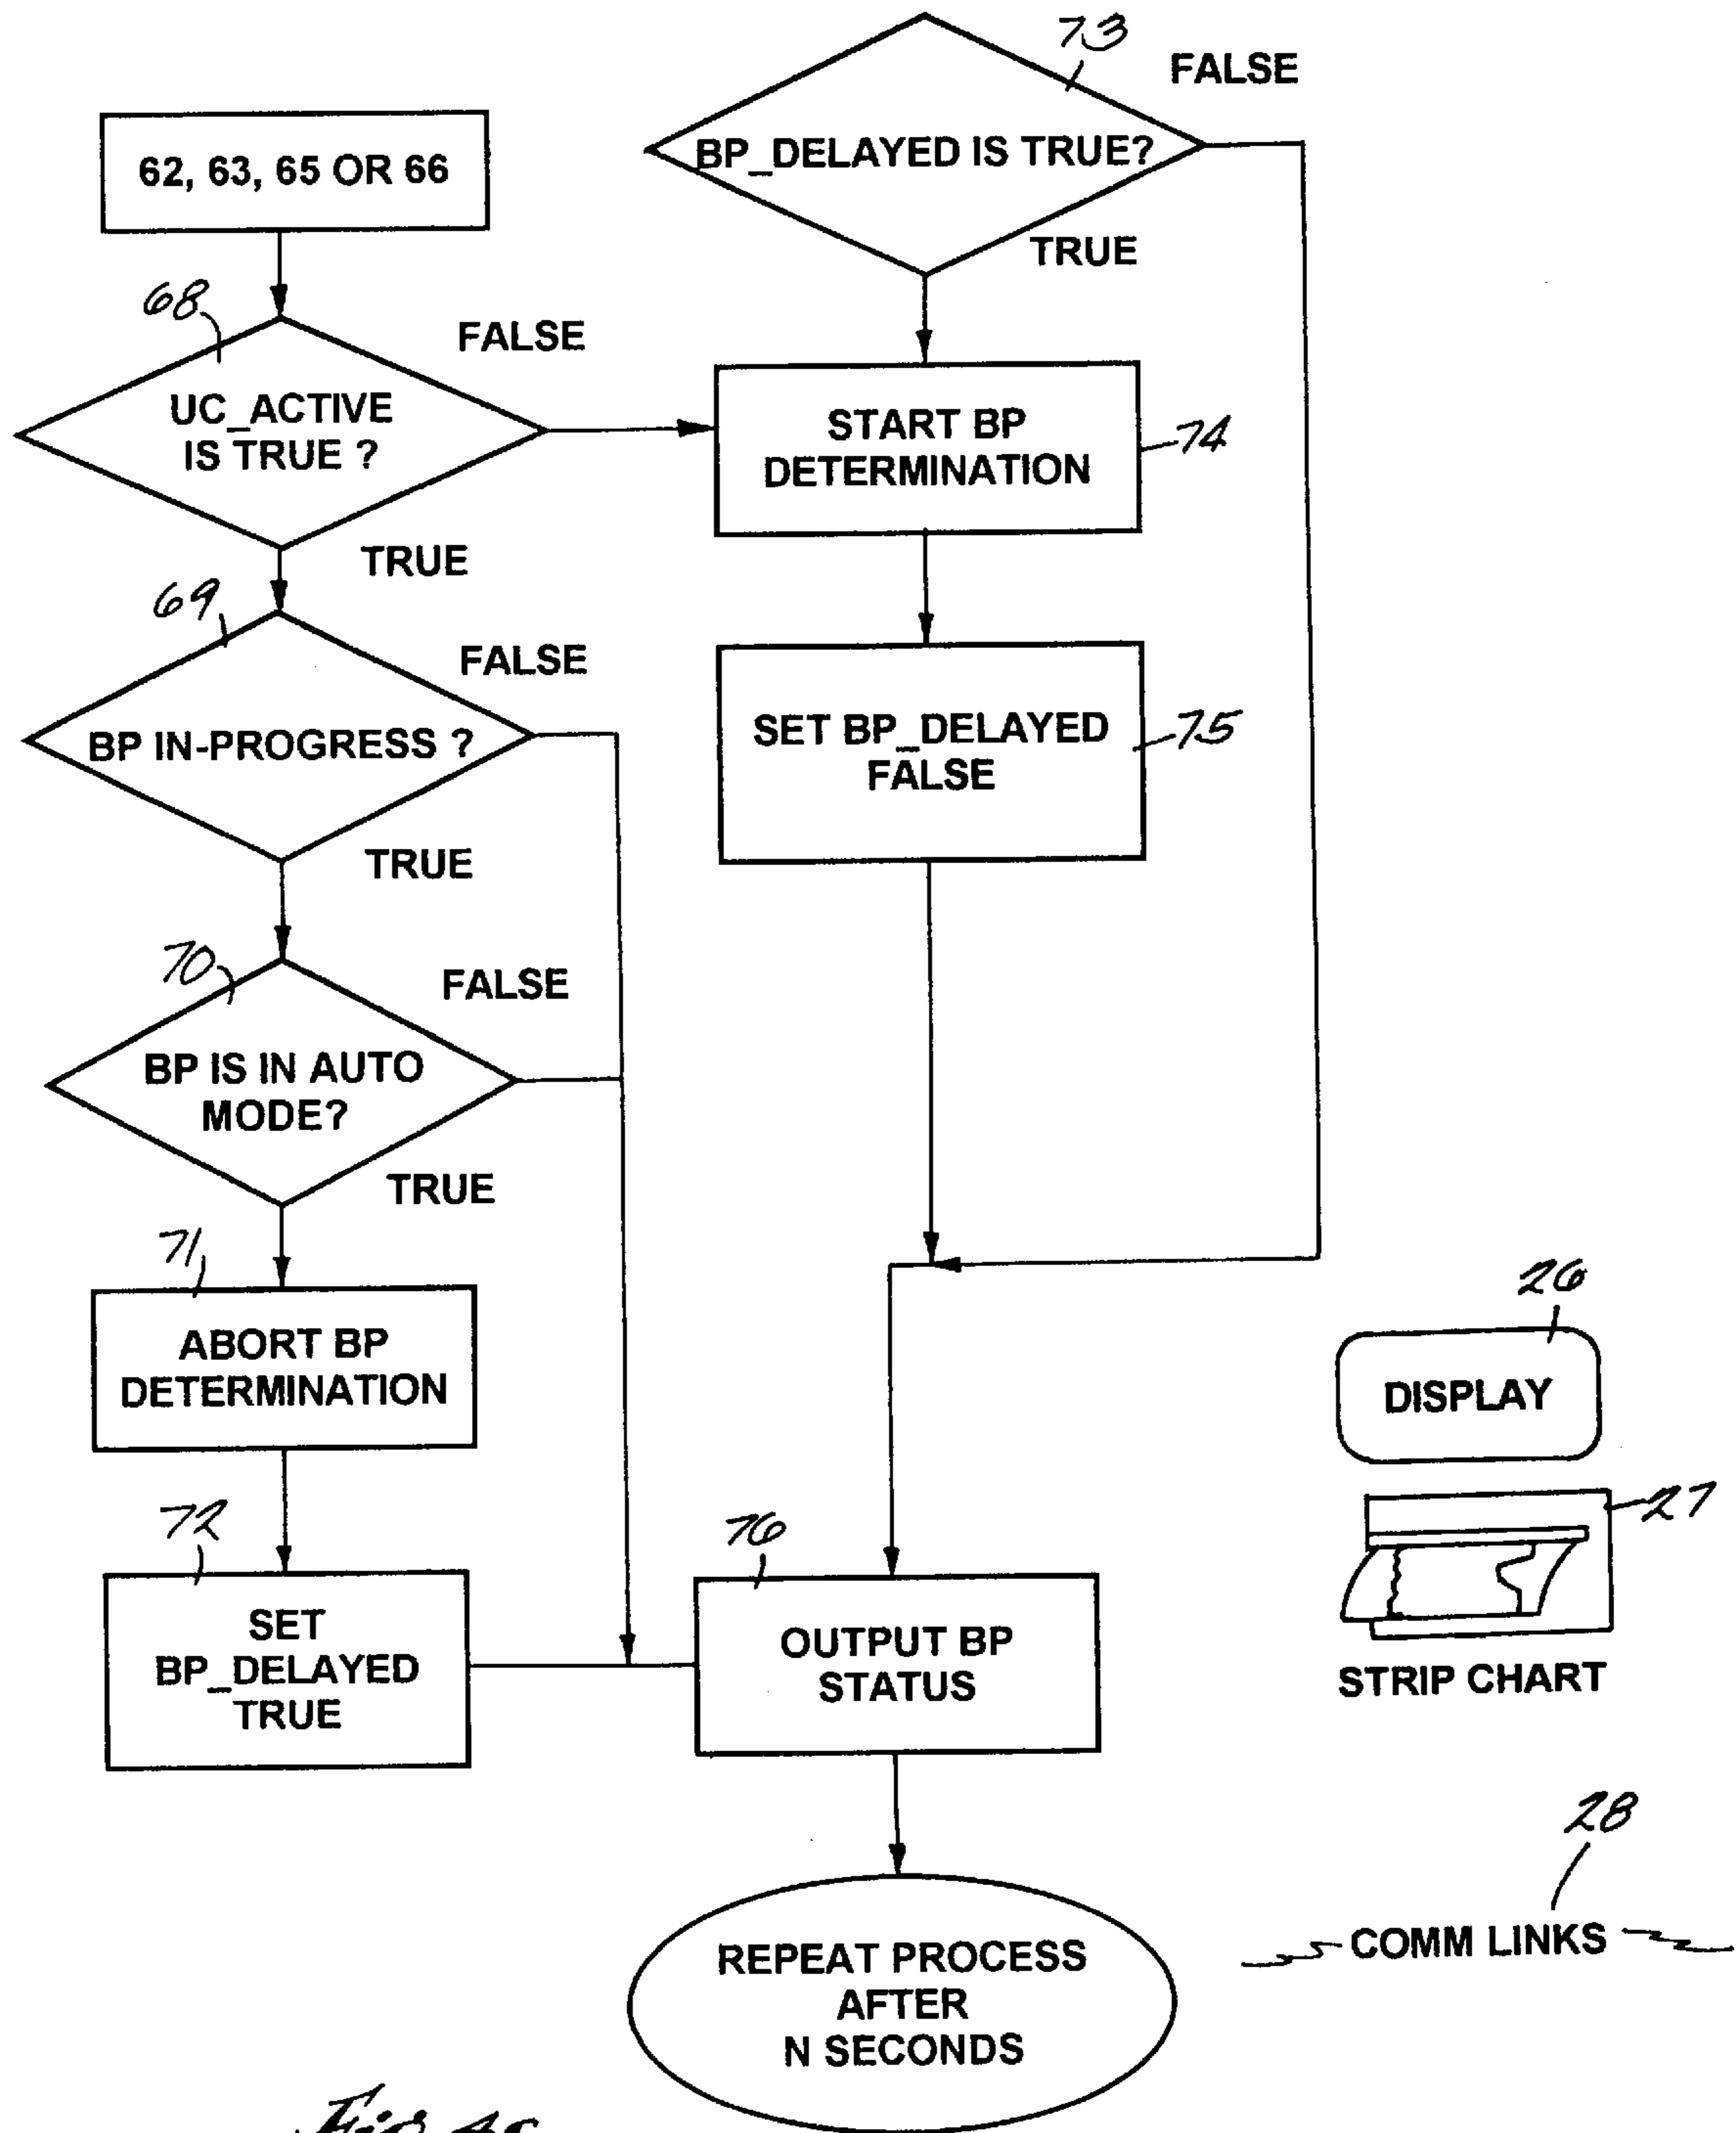 73
FALSE
BP_DELAYED IS TRUE?
TRUE
62, 63, 65 OR 66
68
FALSE
UC_ACTIVE
IS TRUE ?
TRUE
START BP
DETERMINATION
74
69
FALSE
BP IN-PROGRESS ?
TRUE
SET BP_DELAYED
FALSE
75
70
FALSE
BP IS IN AUTO
MODE?
TRUE
71
ABORT BP
DETERMINATION
72
SET
BP_DELAYED
TRUE
76
OUTPUT BP
STATUS
26
DISPLAY
27
STRIP CHART
28
COMM LINKS
REPEAT PROCESS
AFTER
N SECONDS
Fig. 4c